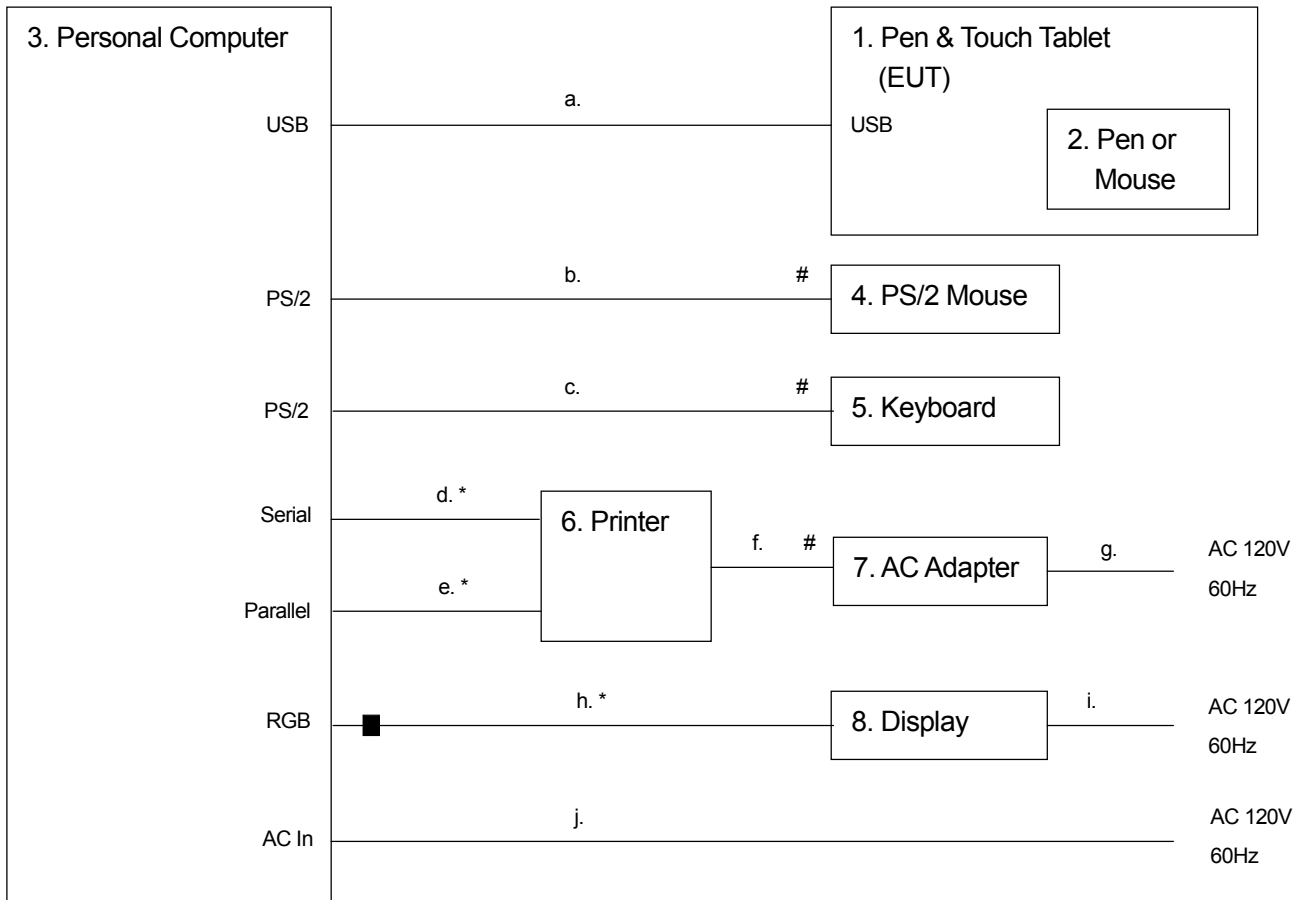 3. Personal Computer
1. Pen & Touch Tablet
(EUT)
a.
USB
USB
2. Pen or
Mouse
b.
#
PS/2
4. PS/2 Mouse
c.
#
PS/2
5. Keyboard
d. *
Serial
6. Printer
f.
#
7. AC Adapter
g.
AC 120V
60Hz
e. *
Parallel
h. *
RGB
8. Display
i.
AC 120V
60Hz
j.
AC In
AC 120V
60Hz